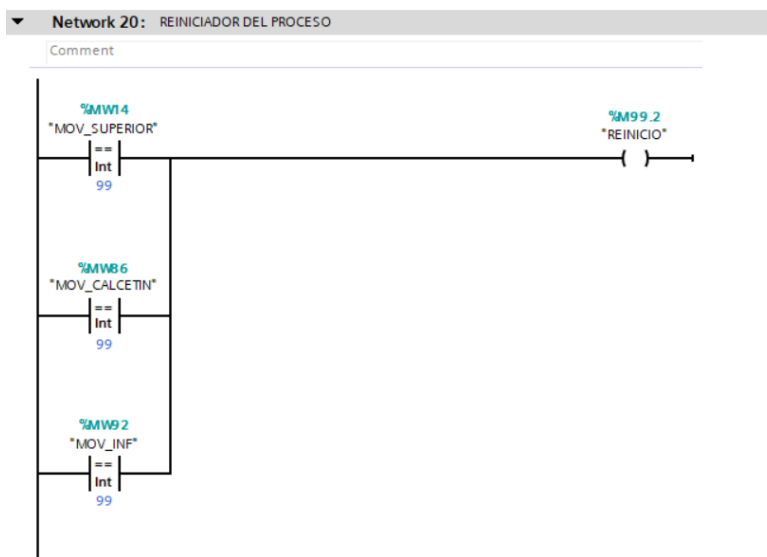 Network 20: REINICIADOR DEL PROCESO
Comment
%MW14
"MOV_SUPERIOR"
==
Int
99
%M99.2
"REINICIO"
( )
%MW86
"MOV_CALCETIN"
==
Int
99
%MW92
"MOV_INF"
==
Int
99